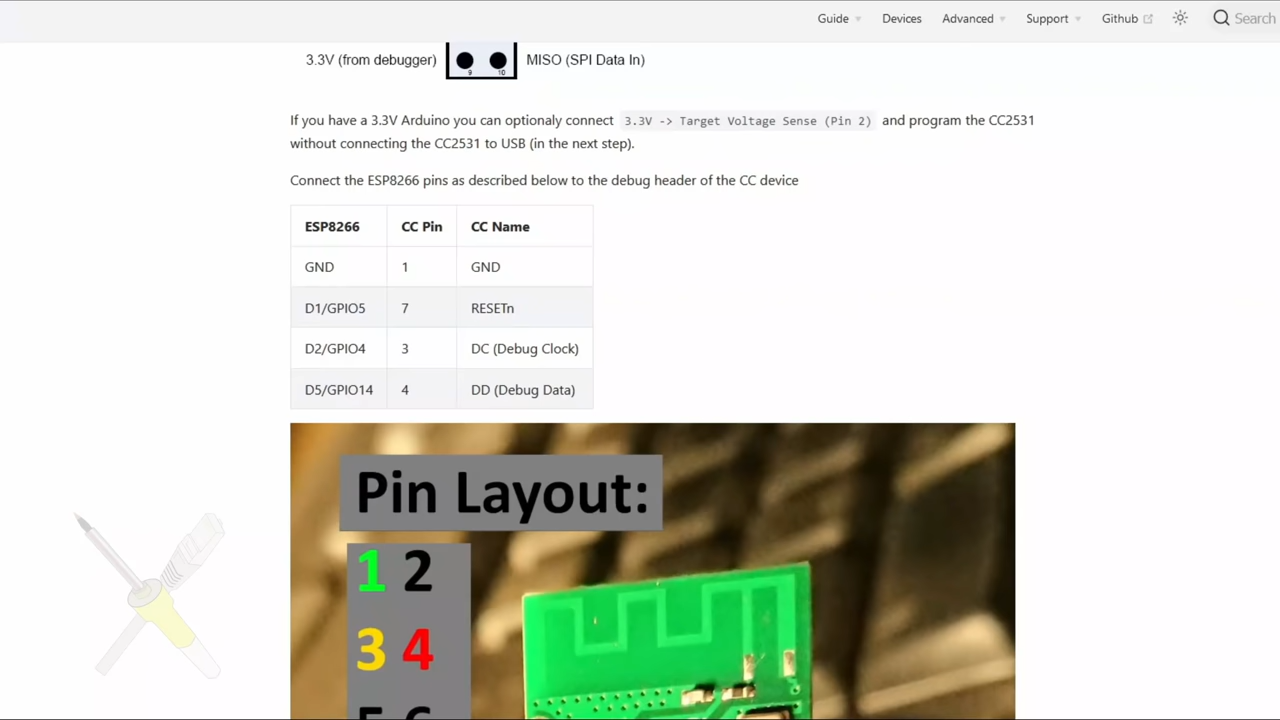 Guide Devices Advanced Support Github Search
3.3V (from debugger) 9 10 MISO (SPI Data In)
If you have a 3.3V Arduino you can optionaly connect 3.3V -> Target Voltage Sense (Pin 2) and program the CC2531
without connecting the CC2531 to USB (in the next step).
Connect the ESP8266 pins as described below to the debug header of the CC device
ESP8266 CC Pin CC Name
GND 1 GND
D1/GPIO5 7 RESETn
D2/GPIO4 3 DC (Debug Clock)
D5/GPIO14 4 DD (Debug Data)
Pin Layout:
1 2
3 4
5 6